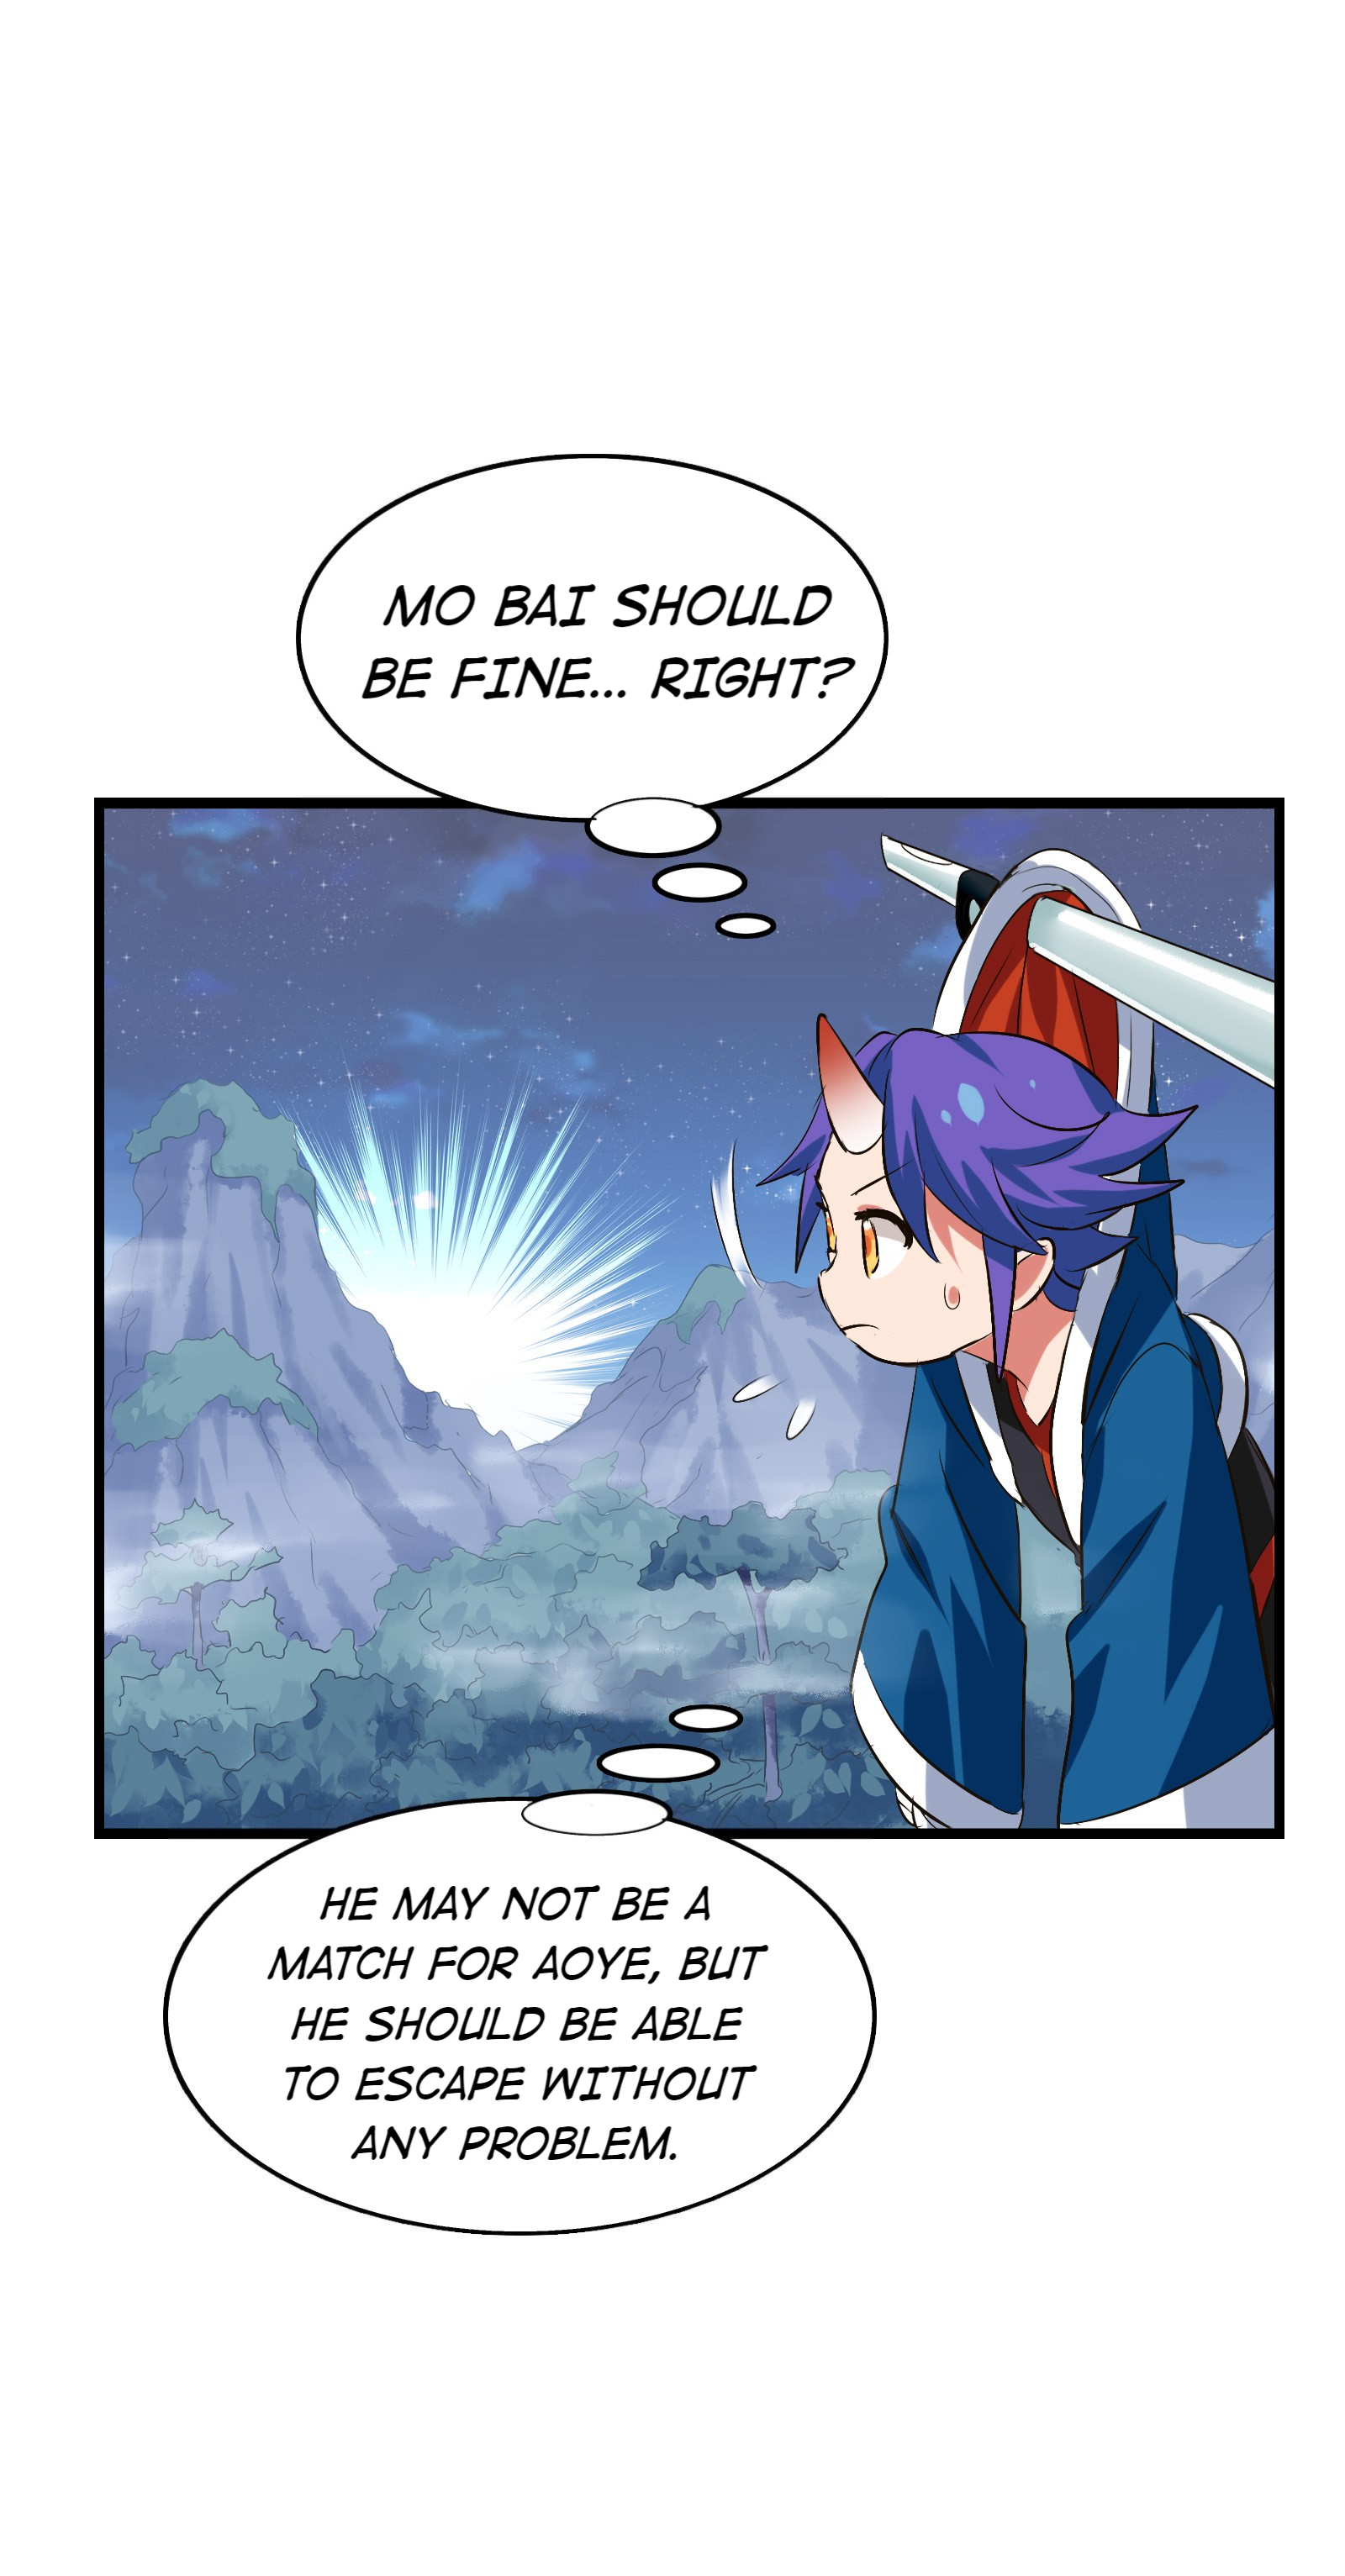 MO BAI SHOULD
BE FINE... RIGHT?
HE MAY NOT BE A
MATCH FOR AOYE, BUT
HE SHOULD BE ABLE
TO ESCAPE WITHOUT
ANY PROBLEM.